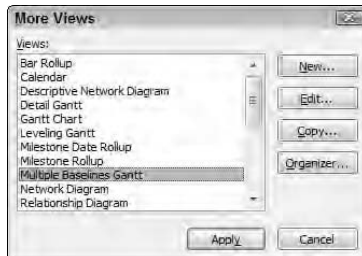 More Views
Views:
Bar Rollup
Calendar
Descriptive Network Diagram
Detail Gantt
Gantt Chart
Leveling Gantt
Milestone Date Rollup
Milestone Rollup
Multiple Baselines Gantt
Network Diagram
Relationship Diagram
New...
Edit...
Copy...
Organizer...
Apply
Cancel